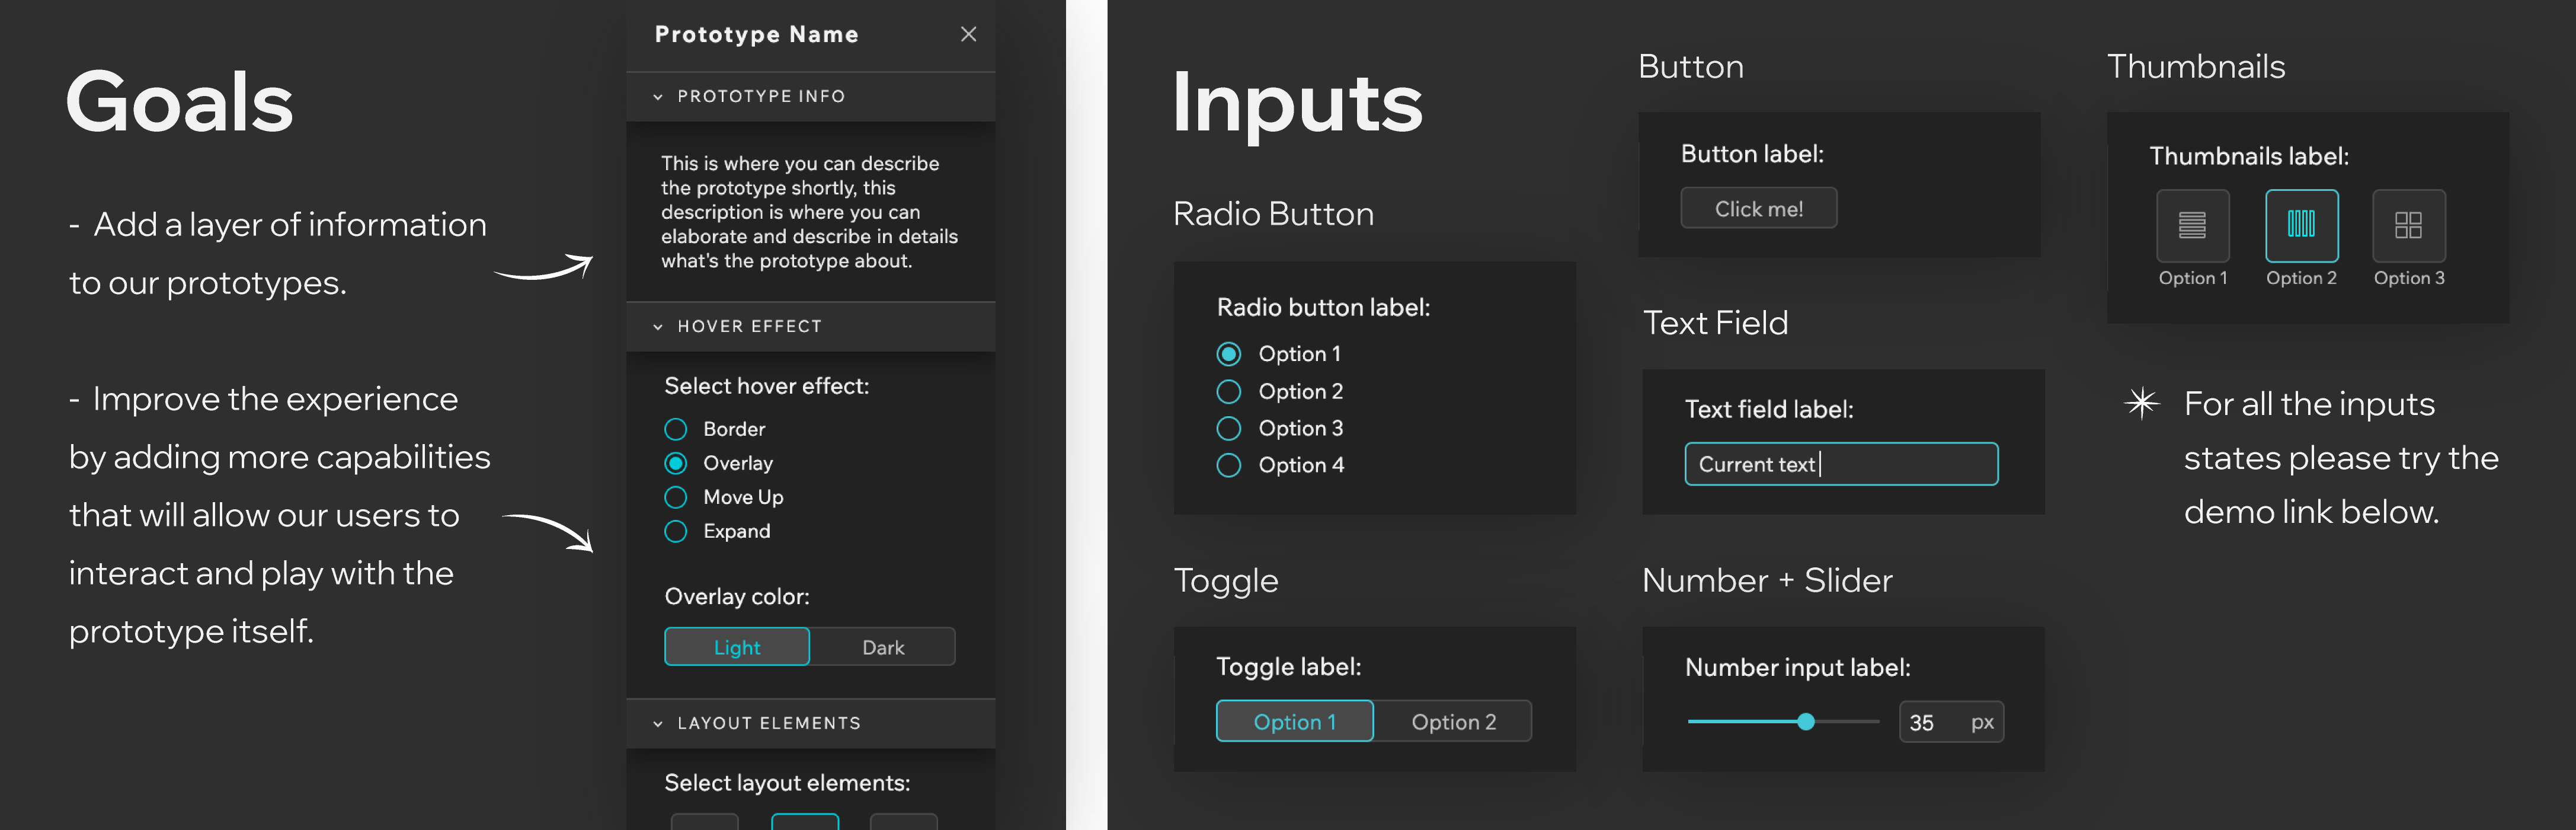 Goals
- Add a layer of information
to our prototypes.
- Improve the experience
by adding more capabilities
that will allow our users to
interact and play with the
prototype itself.
Prototype Name
PROTOTYPE INFO
This is where you can describe
the prototype shortly, this
description is where you can
elaborate and describe in details
what's the prototype about.
HOVER EFFECT
Select hover effect:
Border
Overlay
Move Up
Expand
Overlay color:
Light Dark
LAYOUT ELEMENTS
Select layout elements:
Inputs
Radio Button
Radio button label:
Option 1
Option 2
Option 3
Option 4
Toggle
Toggle label:
Option 1 Option 2
Button
Button label:
Click me!
Text Field
Text field label:
Current text
Number + Slider
Number input label:
35 px
Thumbnails
Thumbnails label:
Option 1 Option 2 Option 3
For all the inputs
states please try the
demo link below.